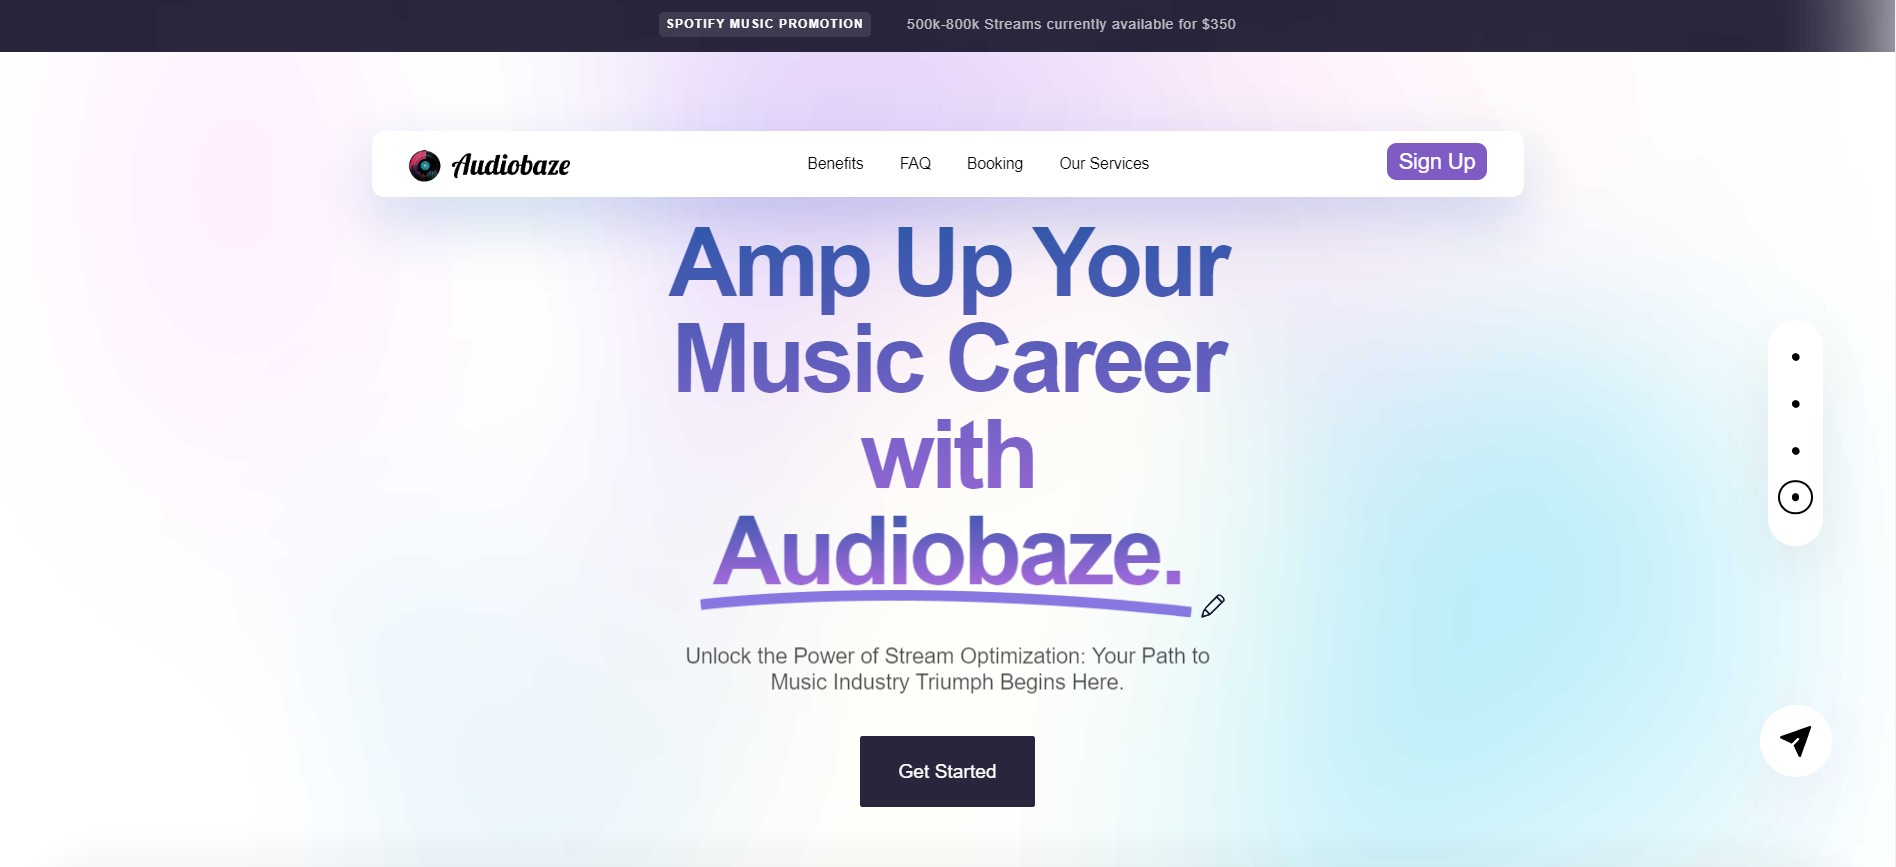 SPOTIFY MUSIC PROMOTION
500k-800k Streams currently available for $350
Audiobaze
Benefits
FAQ
Booking
Our Services
Sign Up
Amp Up Your
Music Career
with
Audiobaze.
Unlock the Power of Stream Optimization: Your Path to
Music Industry Triumph Begins Here.
Get Started